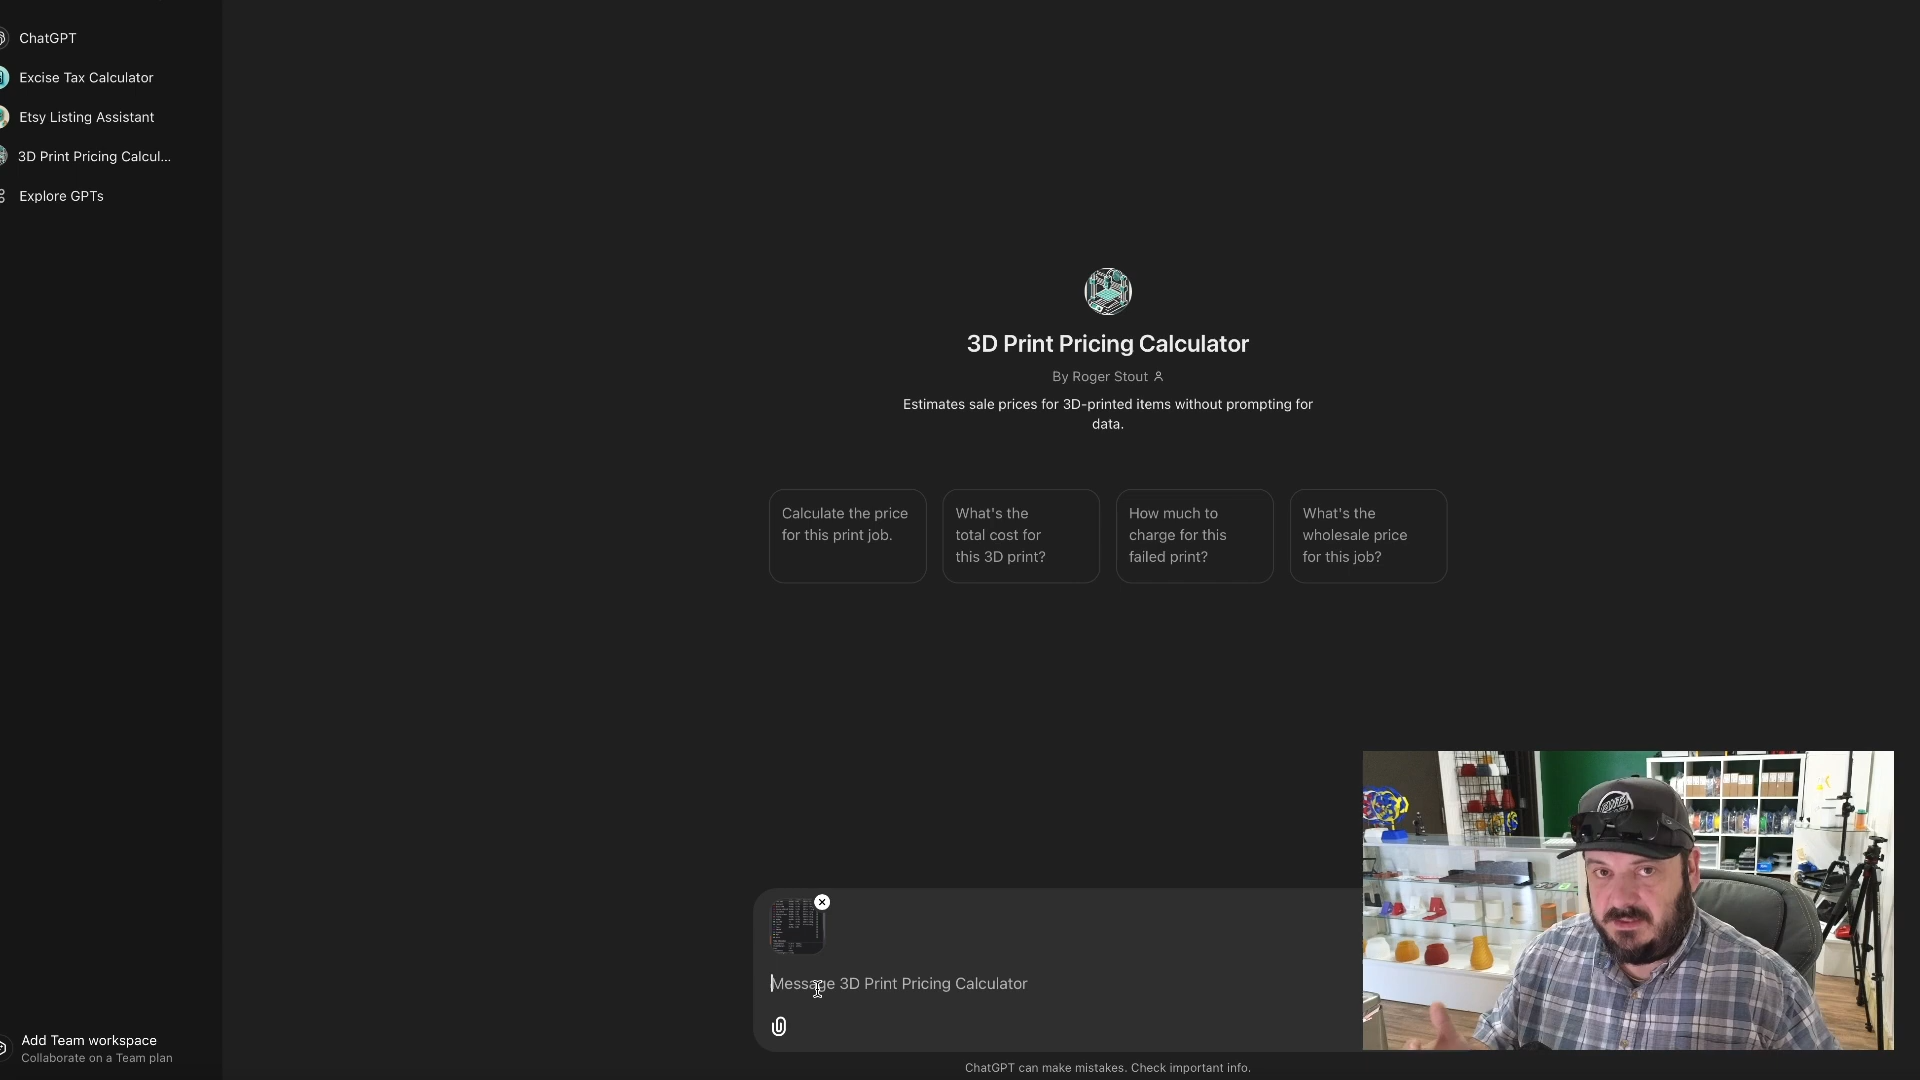 ChatGPT
Excise Tax Calculator
Etsy Listing Assistant
3D Print Pricing Calcul...
Explore GPTs
3D Print Pricing Calculator
By Roger Stout
Estimates sale prices for 3D-printed items without prompting for
data.
Calculate the price
for this print job.
What's the
total cost for
this 3D print?
How much to
charge for this
failed print?
What's the
wholesale price
for this job?
Message 3D Print Pricing Calculator
Add Team workspace
Collaborate on a Team plan
ChatGPT can make mistakes. Check important info.